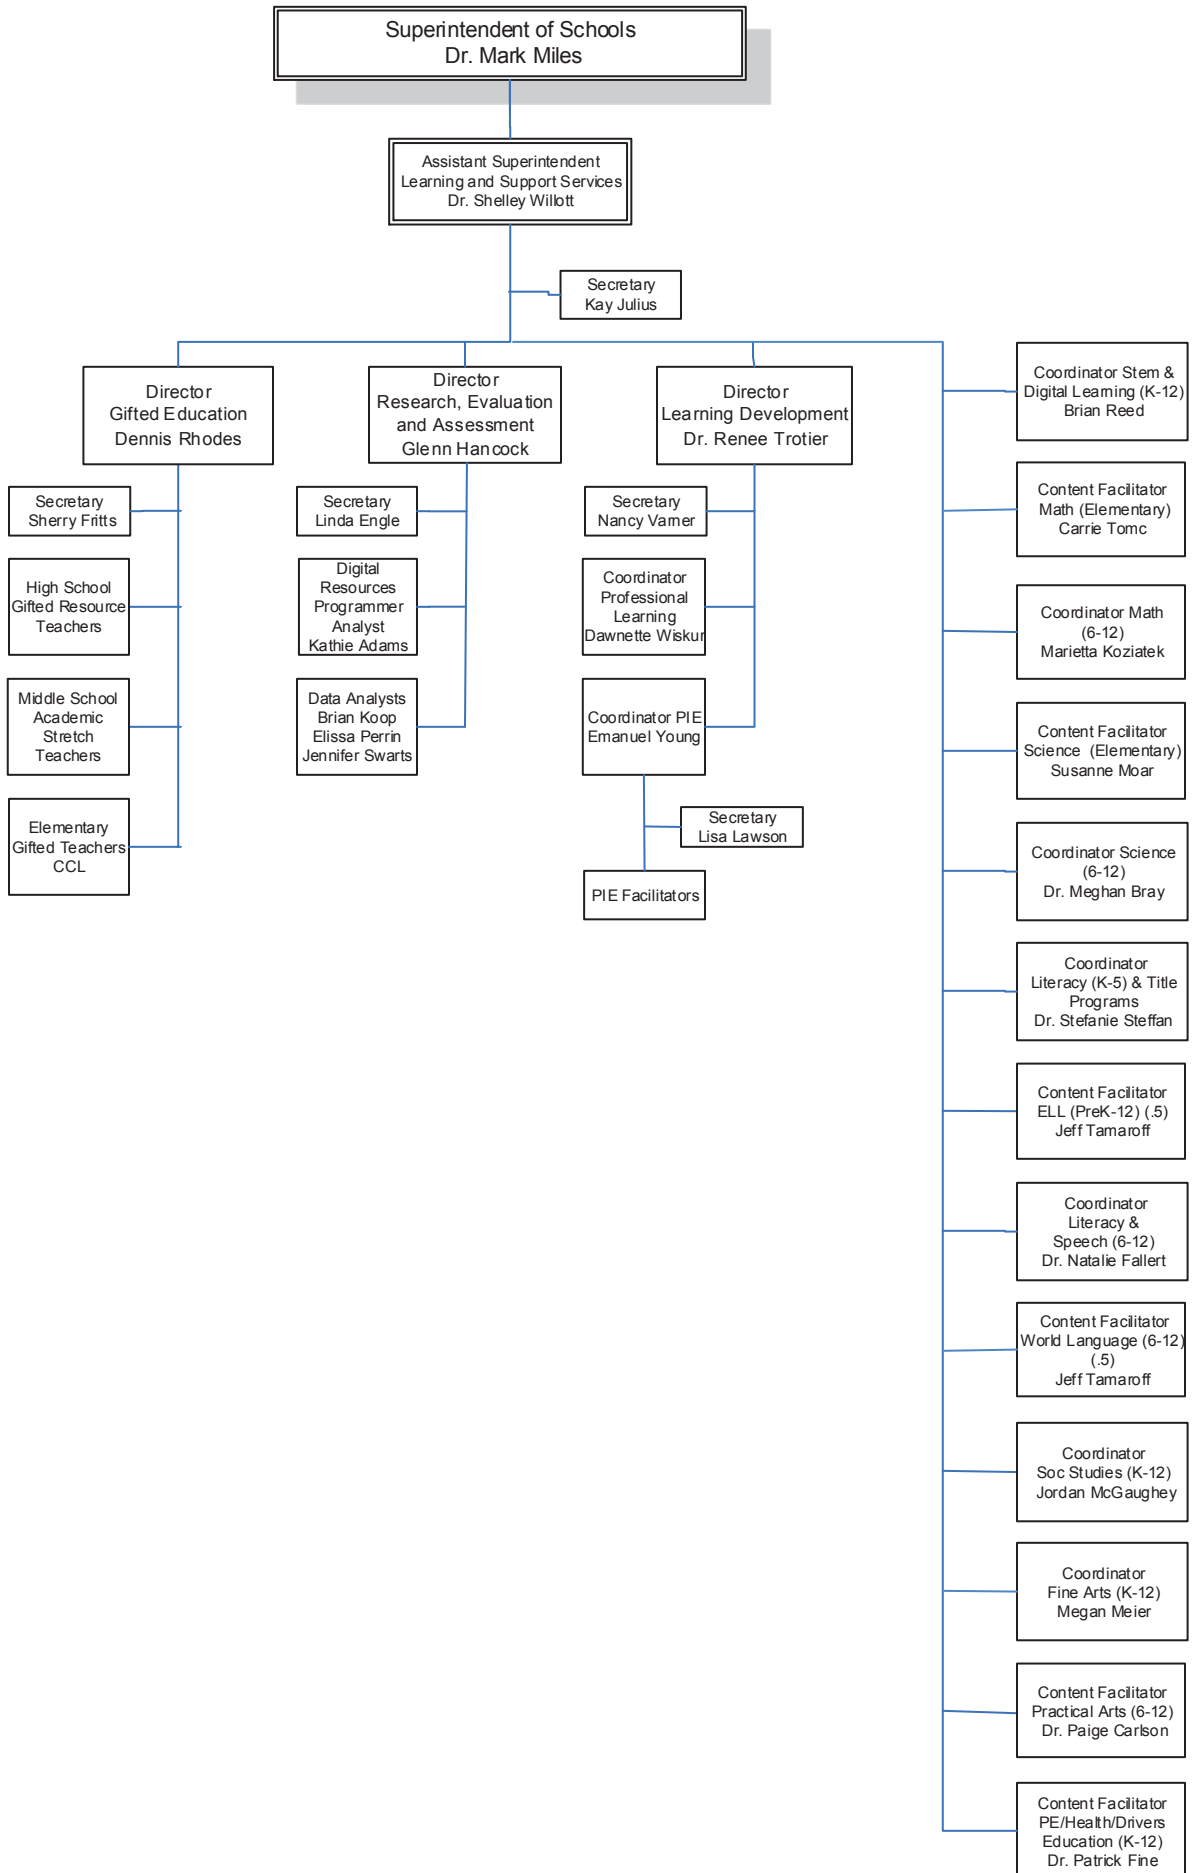 Superintendent of Schools
Dr. Mark Miles
Assistant Superintendent
Learning and Support Services
Dr. Shelley Willott
Secretary
Kay Julius
Director
Gifted Education
Dennis Rhodes
Secretary
Sherry Fritts
High School
Gifted Resource
Teachers
Middle School
Academic
Stretch
Teachers
Elementary
Gifted Teachers
CCL
Director
Research, Evaluation
and Assessment
Glenn Hancock
Secretary
Linda Engle
Digital
Resources
Programmer
Analyst
Kathie Adams
Data Analysts
Brian Koop
Elissa Perrin
Jennifer Swarts
Director
Learning Development
Dr. Renee Trotier
Secretary
Nancy Varner
Coordinator
Professional
Learning
Dawnette Wiskur
Coordinator PIE
Emanuel Young
Secretary
Lisa Lawson
PIE Facilitators
Coordinator Stem &
Digital Learning (K-12)
Brian Reed
Content Facilitator
Math (Elementary)
Carrie Tomc
Coordinator Math
(6-12)
Marietta Koziatek
Content Facilitator
Science (Elementary)
Susanne Moar
Coordinator Science
(6-12)
Dr. Meghan Bray
Coordinator
Literacy (K-5) & Title
Programs
Dr. Stefanie Steffan
Content Facilitator
ELL (PreK-12) (.5)
Jeff Tamaroff
Coordinator
Literacy &
Speech (6-12)
Dr. Natalie Fallert
Content Facilitator
World Language (6-12)
(.5)
Jeff Tamaroff
Coordinator
Soc Studies (K-12)
Jordan McGaughey
Coordinator
Fine Arts (K-12)
Megan Meier
Content Facilitator
Practical Arts (6-12)
Dr. Paige Carlson
Content Facilitator
PE/Health/Drivers
Education (K-12)
Dr. Patrick Fine